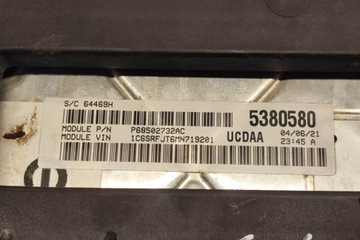 S/C 64469H
MODULE P/N P68502732AC 5380580
MODULE VIN 1C6SRFJT6MN719201 UCDAA 04/06/21
23:45 A